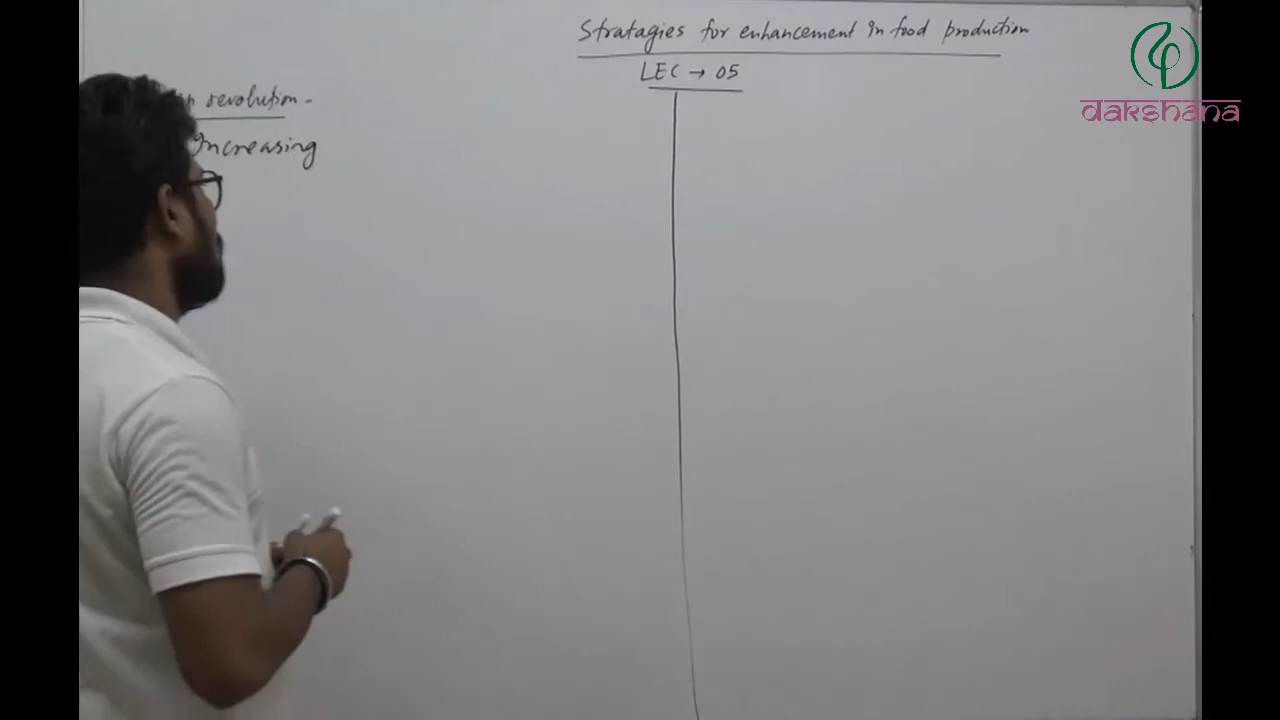 Stratagies for enhancement in food production
LEC → 05
revolution -
Increasing
dakshana